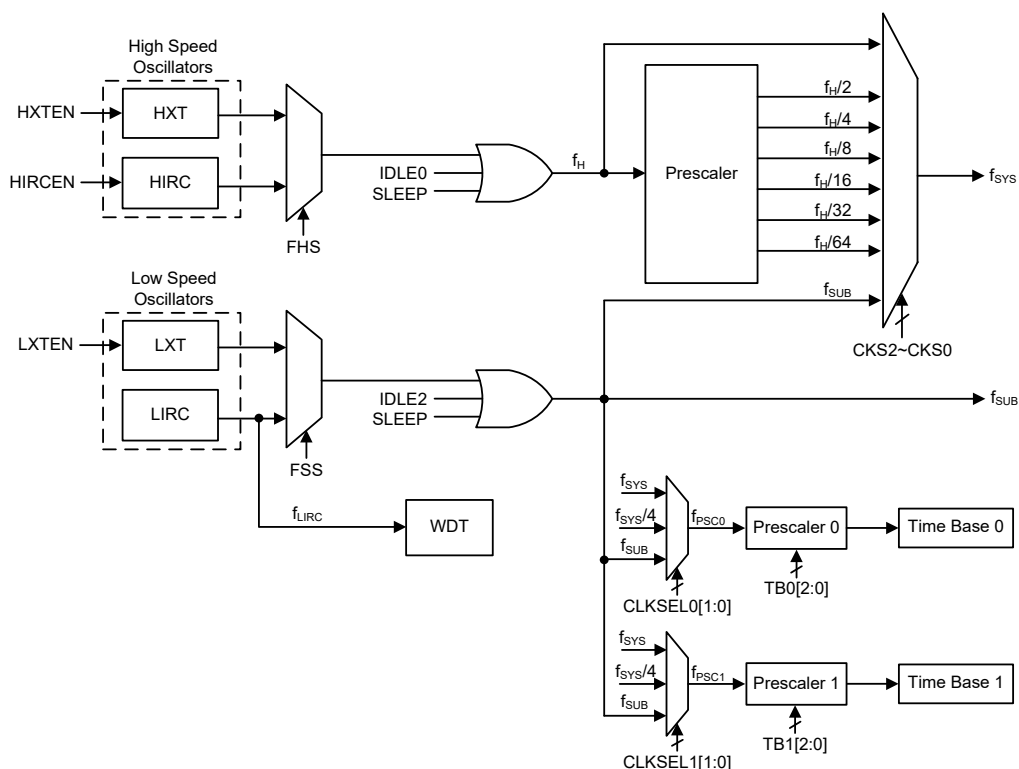 High Speed
Oscillators
HXTEN
HXT
HIRCEN
HIRC
FHS
IDLE0
SLEEP
fH
Prescaler
fH/2
fH/4
fH/8
fH/16
fH/32
fH/64
fSUB
CKS2~CKS0
fSYS
Low Speed
Oscillators
LXTEN
LXT
LIRC
FSS
IDLE2
SLEEP
fSUB
fLIRC
WDT
fSYS
fSYS/4
fSUB
CLKSEL0[1:0]
fPSC0
Prescaler 0
TB0[2:0]
Time Base 0
fSYS
fSYS/4
fSUB
CLKSEL1[1:0]
fPSC1
Prescaler 1
TB1[2:0]
Time Base 1